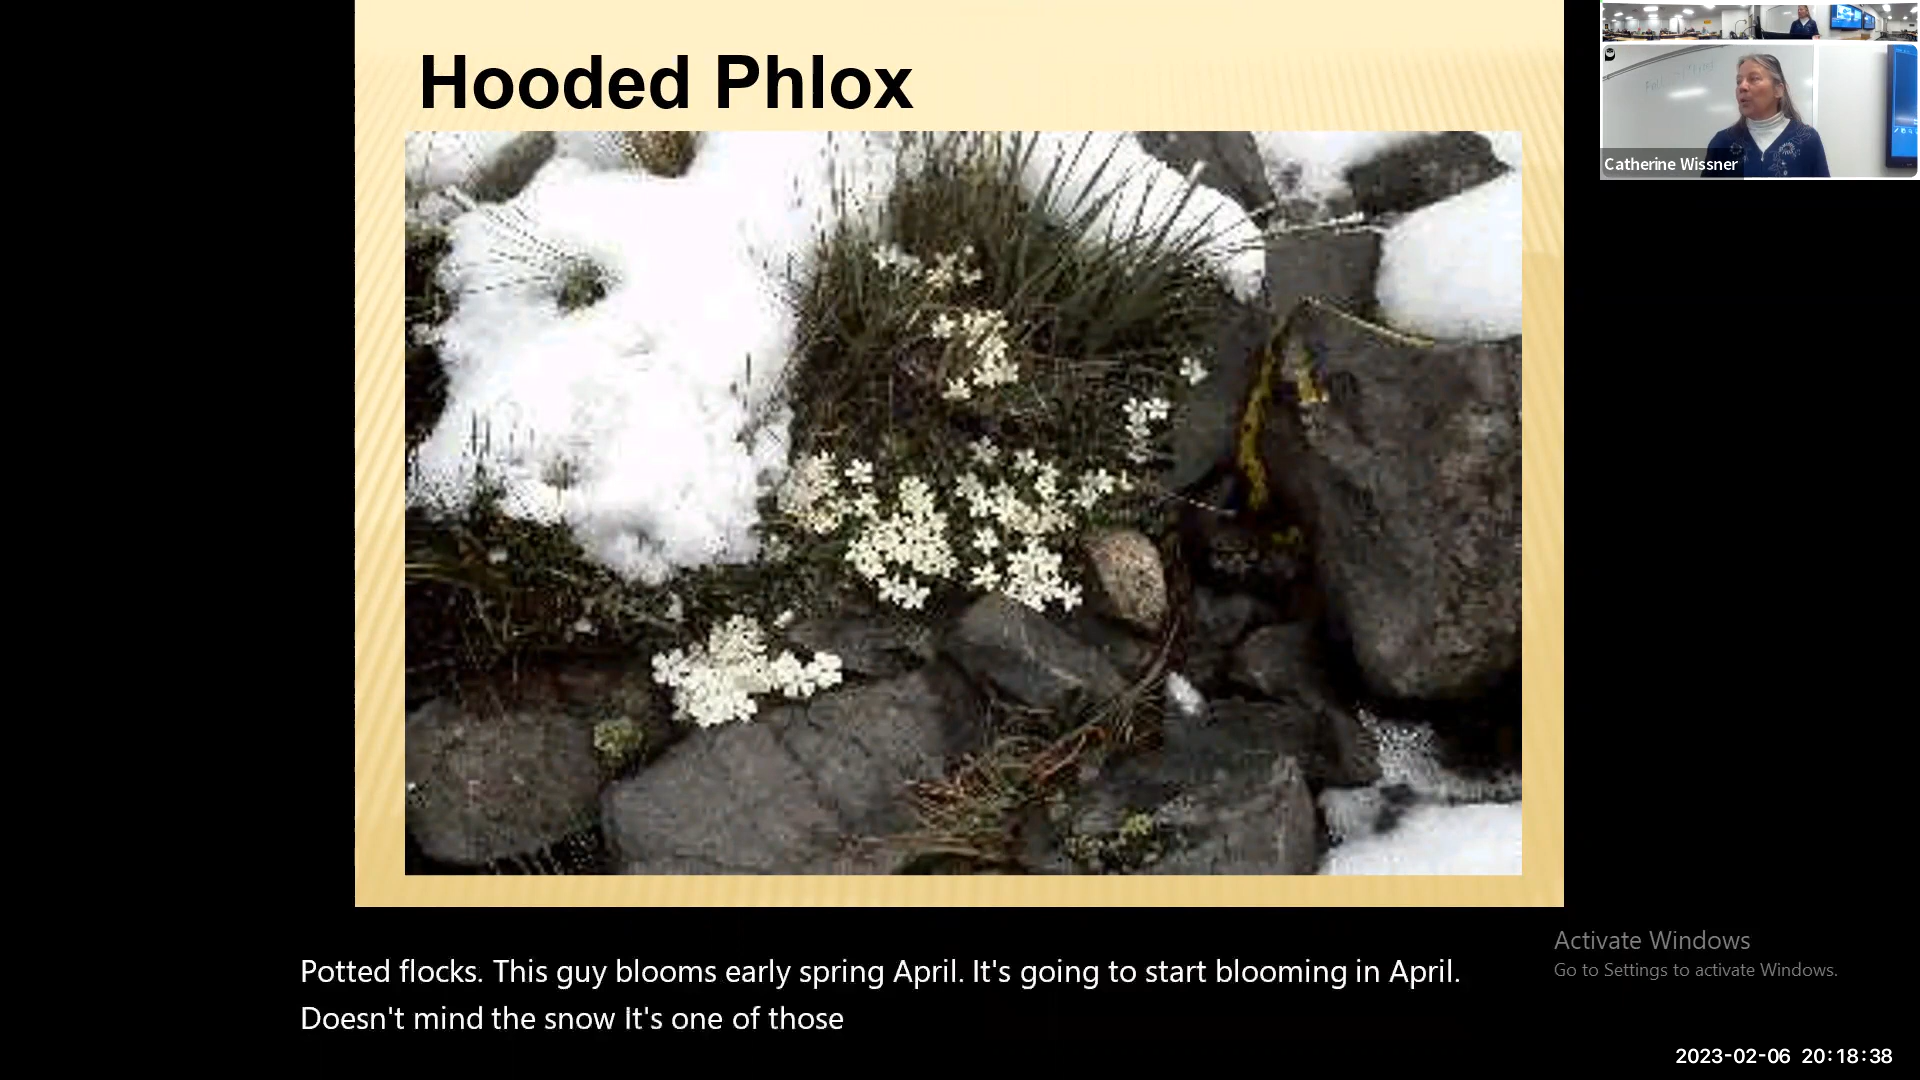 Hooded Phlox
Catherine Wissner
Potted flocks. This guy blooms early spring April. It's going to start blooming in April.
Doesn't mind the snow It's one of those
Activate Windows
Go to Settings to activate Windows.
2023-02-06 20:18:38